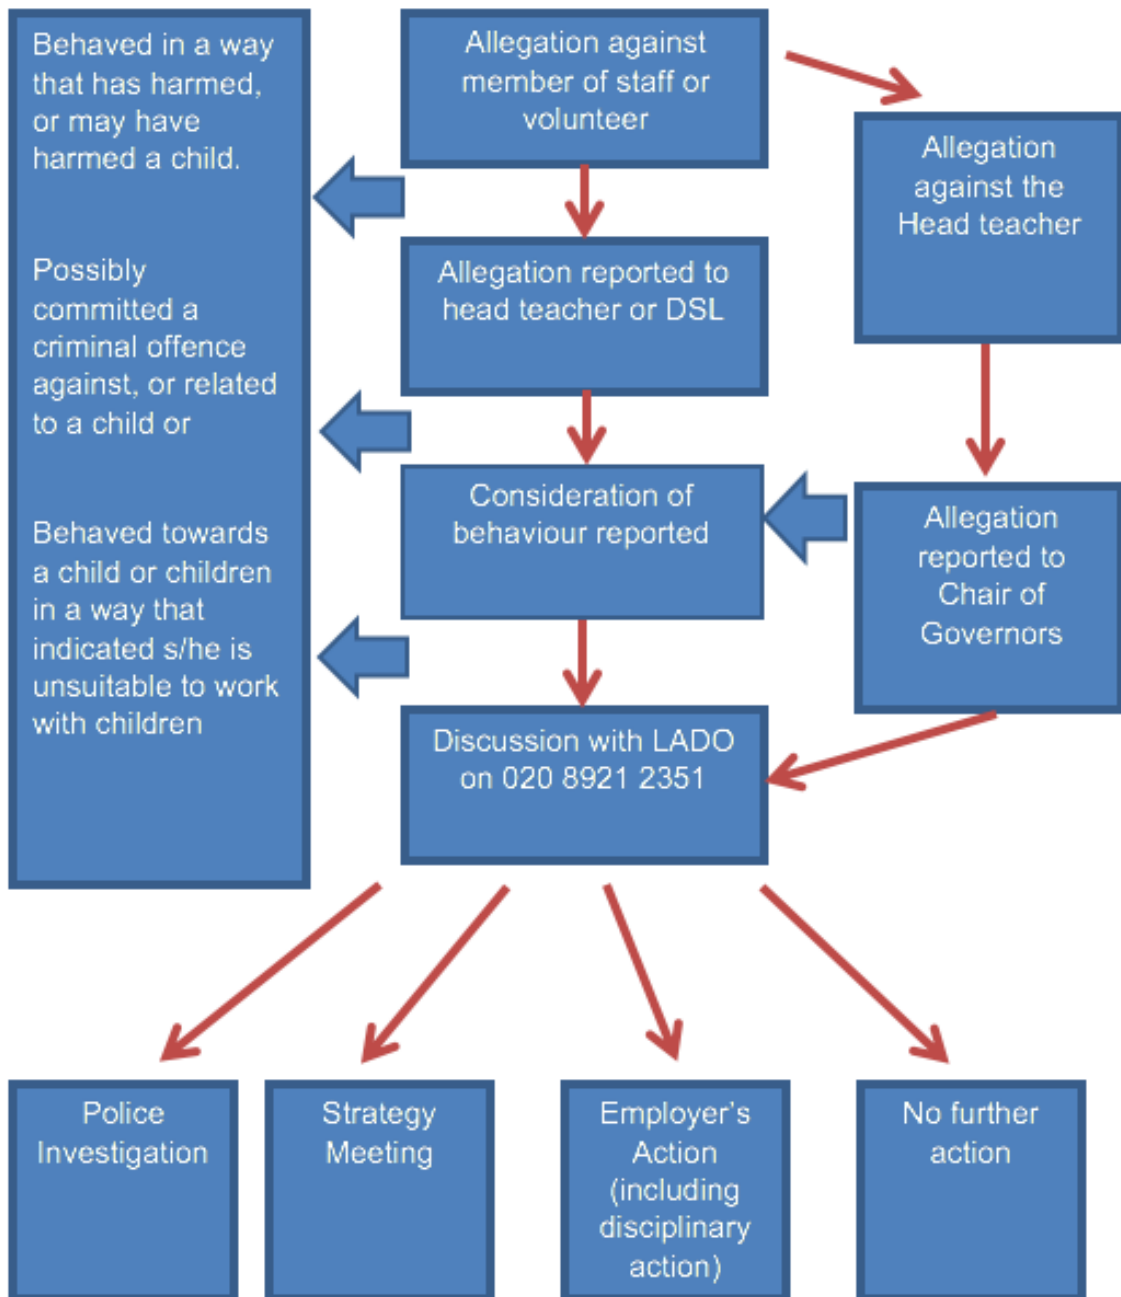 Behaved in a way
that has harmed,
or may have
harmed a child.
Possibly
committed a
criminal offence
against, or related
to a child or
Behaved towards
a child or children
in a way that
indicated s/he is
unsuitable to work
with children
Allegation against
member of staff or
volunteer
Allegation
against the
Head teacher
Allegation reported to
head teacher or DSL
Consideration of
behaviour reported
Allegation
reported to
Chair of
Governors
Discussion with LADO
on 020 8921 2351
Police
Investigation
Strategy
Meeting
Employer’s
Action
(including
disciplinary
action)
No further
action